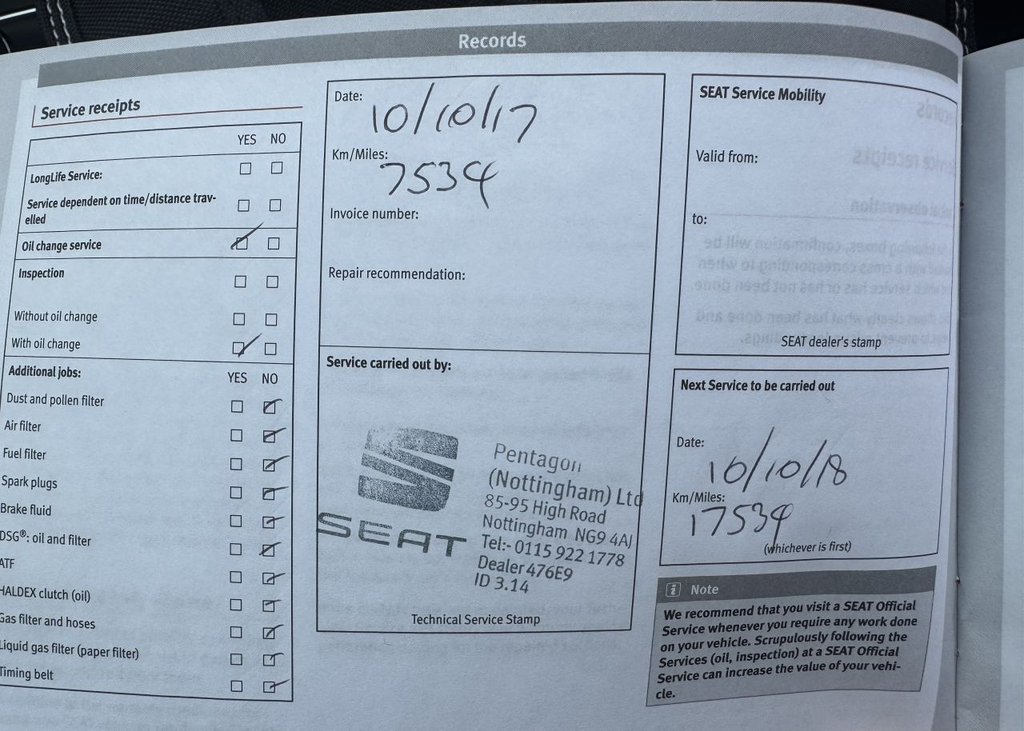 Records
Service receipts
YES NO
LongLife Service:
Service dependent on time/distance trav-
elled
Oil change service
Inspection
Without oil change
With oil change
Additional jobs: YES NO
Dust and pollen filter
Air filter
Fuel filter
Spark plugs
Brake fluid
DSG®: oil and filter
ATF
HALDEX clutch (oil)
Gas filter and hoses
Liquid gas filter (paper filter)
Timing belt
Date:
10/10/17
Km/Miles:
7534
Invoice number:
Repair recommendation:
Service carried out by:
SEAT
Pentagon
(Nottingham) Ltd
85-95 High Road
Nottingham NG9 4AJ
Tel:- 0115 922 1778
Dealer 476E9
ID 3.14
Technical Service Stamp
SEAT Service Mobility
Valid from:
to:
SEAT dealer's stamp
Next Service to be carried out
Date:
10/10/18
Km/Miles:
17534
(whichever is first)
i Note
We recommend that you visit a SEAT Official
Service whenever you require any work done
on your vehicle. Scrupulously following the
Services (oil, inspection) at a SEAT Official
Service can increase the value of your vehi-
cle.